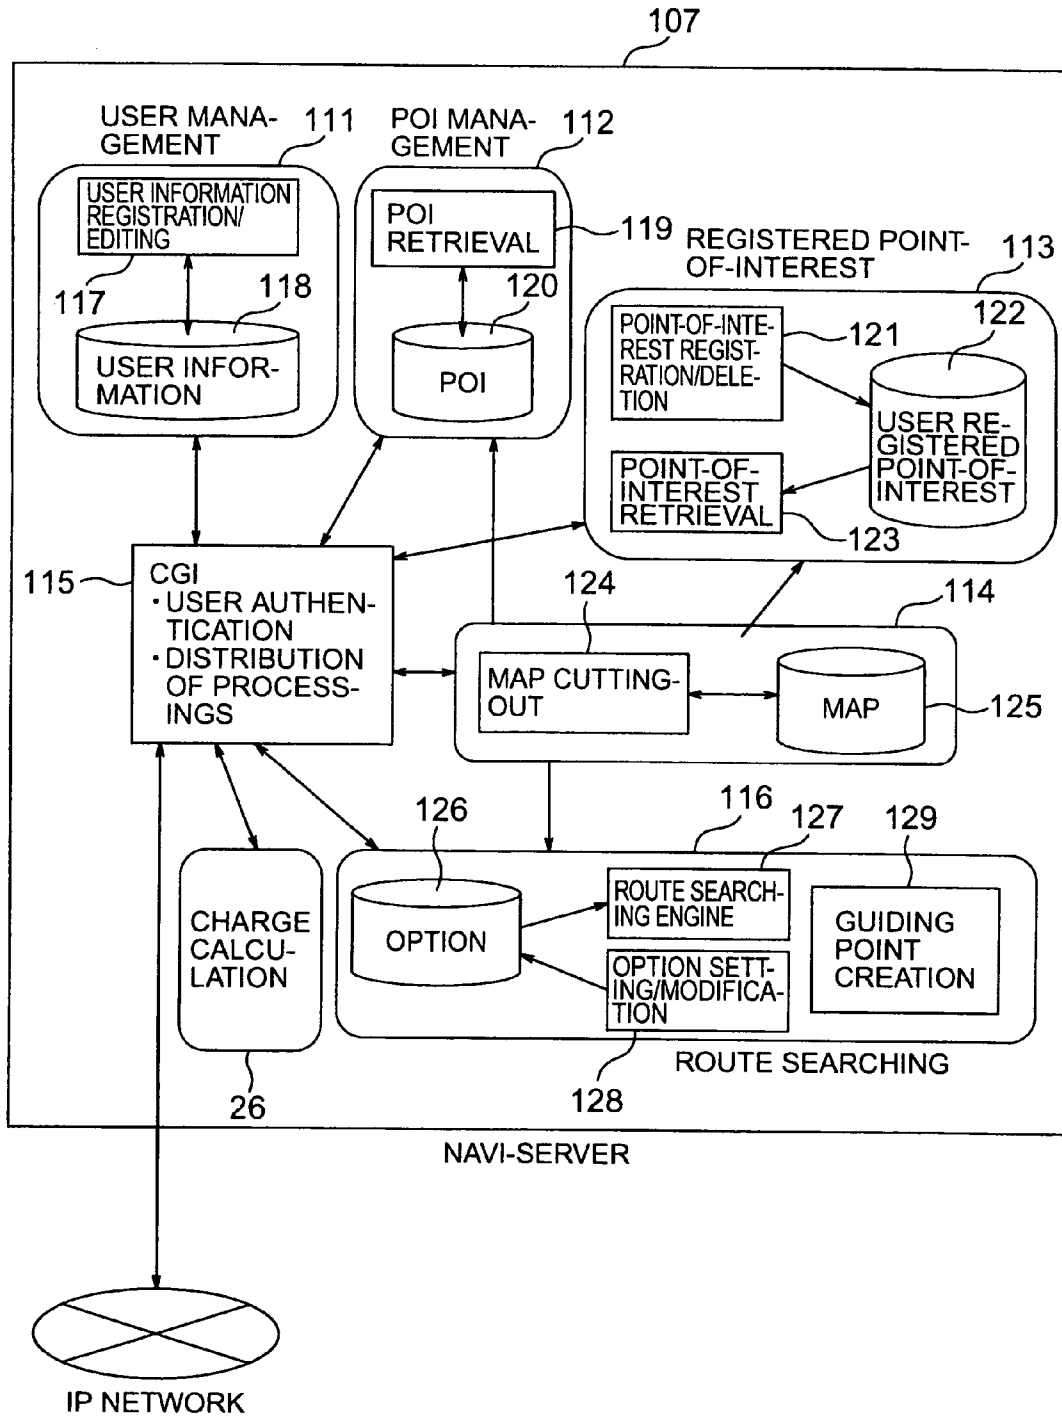 107
USER MANA-
GEMENT
111
POI MANA-
GEMENT
112
USER INFORMATION
REGISTRATION/
EDITING
117
118
USER INFOR-
MATION
POI
RETRIEVAL
119
120
POI
REGISTERED POINT-
OF-INTEREST
113
POINT-OF-INTE-
REST REGIST-
RATION/DELE-
TION
121
122
USER RE-
GISTERED
POINT-OF-
INTEREST
POINT-OF-
INTEREST
RETRIEVAL
123
115
CGI
・USER AUTHEN-
TICATION
・DISTRIBUTION
OF PROCESS-
INGS
124
114
MAP CUTTING-
OUT
MAP
125
CHARGE
CALCU-
LATION
26
126
116
127
129
OPTION
ROUTE SEARCH-
ING ENGINE
OPTION SETT-
ING/MODIFICA-
TION
128
GUIDING
POINT
CREATION
ROUTE SEARCHING
NAVI-SERVER
IP NETWORK